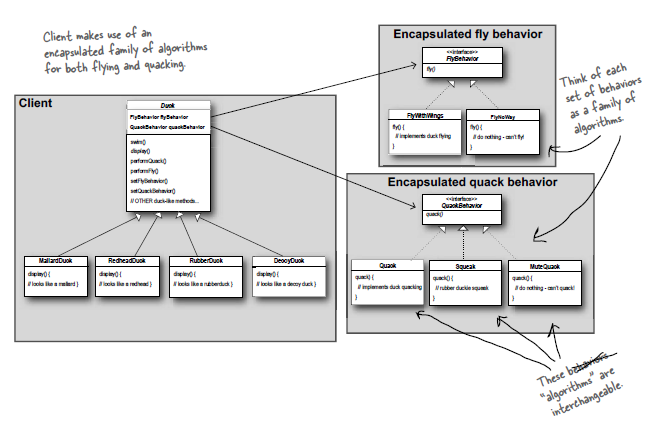 Client makes use of an
encapsulated family of algorithms
for both flying and quacking.
Client
Duck
FlyBehavior flyBehavior
QuackBehavior quackBehavior
swim()
display()
performQuack()
performFly()
setFlyBehavior()
setQuackBehavior()
// OTHER duck-like methods...
MallardDuck
display() {
// looks like a mallard }
RedheadDuck
display() {
// looks like a redhead }
RubberDuck
display() {
// looks like a rubberduck }
DecoyDuck
display() {
// looks like a decoy duck }
Encapsulated fly behavior
<<interface>>
FlyBehavior
fly()
FlyWithWings
fly() {
// implements duck flying
}
FlyNoWay
fly() {
// do nothing - can't fly!
}
Think of each
set of behaviors
as a family of
algorithms.
Encapsulated quack behavior
<<interface>>
QuackBehavior
quack()
Quack
quack() {
// implements duck quacking
}
Squeak
quack() {
// rubber duckie squeak
}
MuteQuack
quack() {
// do nothing - can't quack!
}
These behaviors
"algorithms" are
interchangeable.